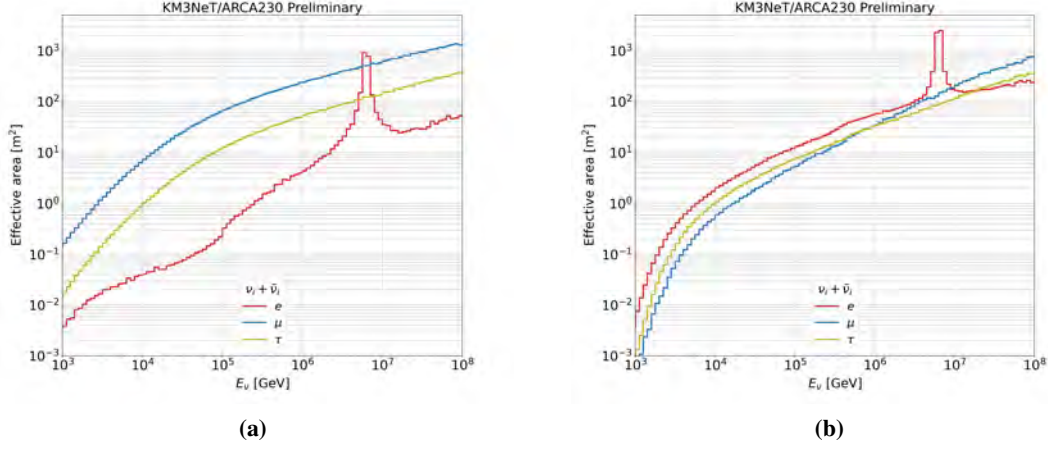 KM3NeT/ARCA230 Preliminary
Effective area [m²]
10³
10²
10¹
10⁰
10⁻¹
10⁻²
10⁻³
νᵢ + ν̄ᵢ
e
μ
τ
10³ 10⁴ 10⁵ 10⁶ 10⁷ 10⁸
Eᵥ [GeV]
(a)
KM3NeT/ARCA230 Preliminary
Effective area [m²]
10³
10²
10¹
10⁰
10⁻¹
10⁻²
10⁻³
νᵢ + ν̄ᵢ
e
μ
τ
10³ 10⁴ 10⁵ 10⁶ 10⁷ 10⁸
Eᵥ [GeV]
(b)